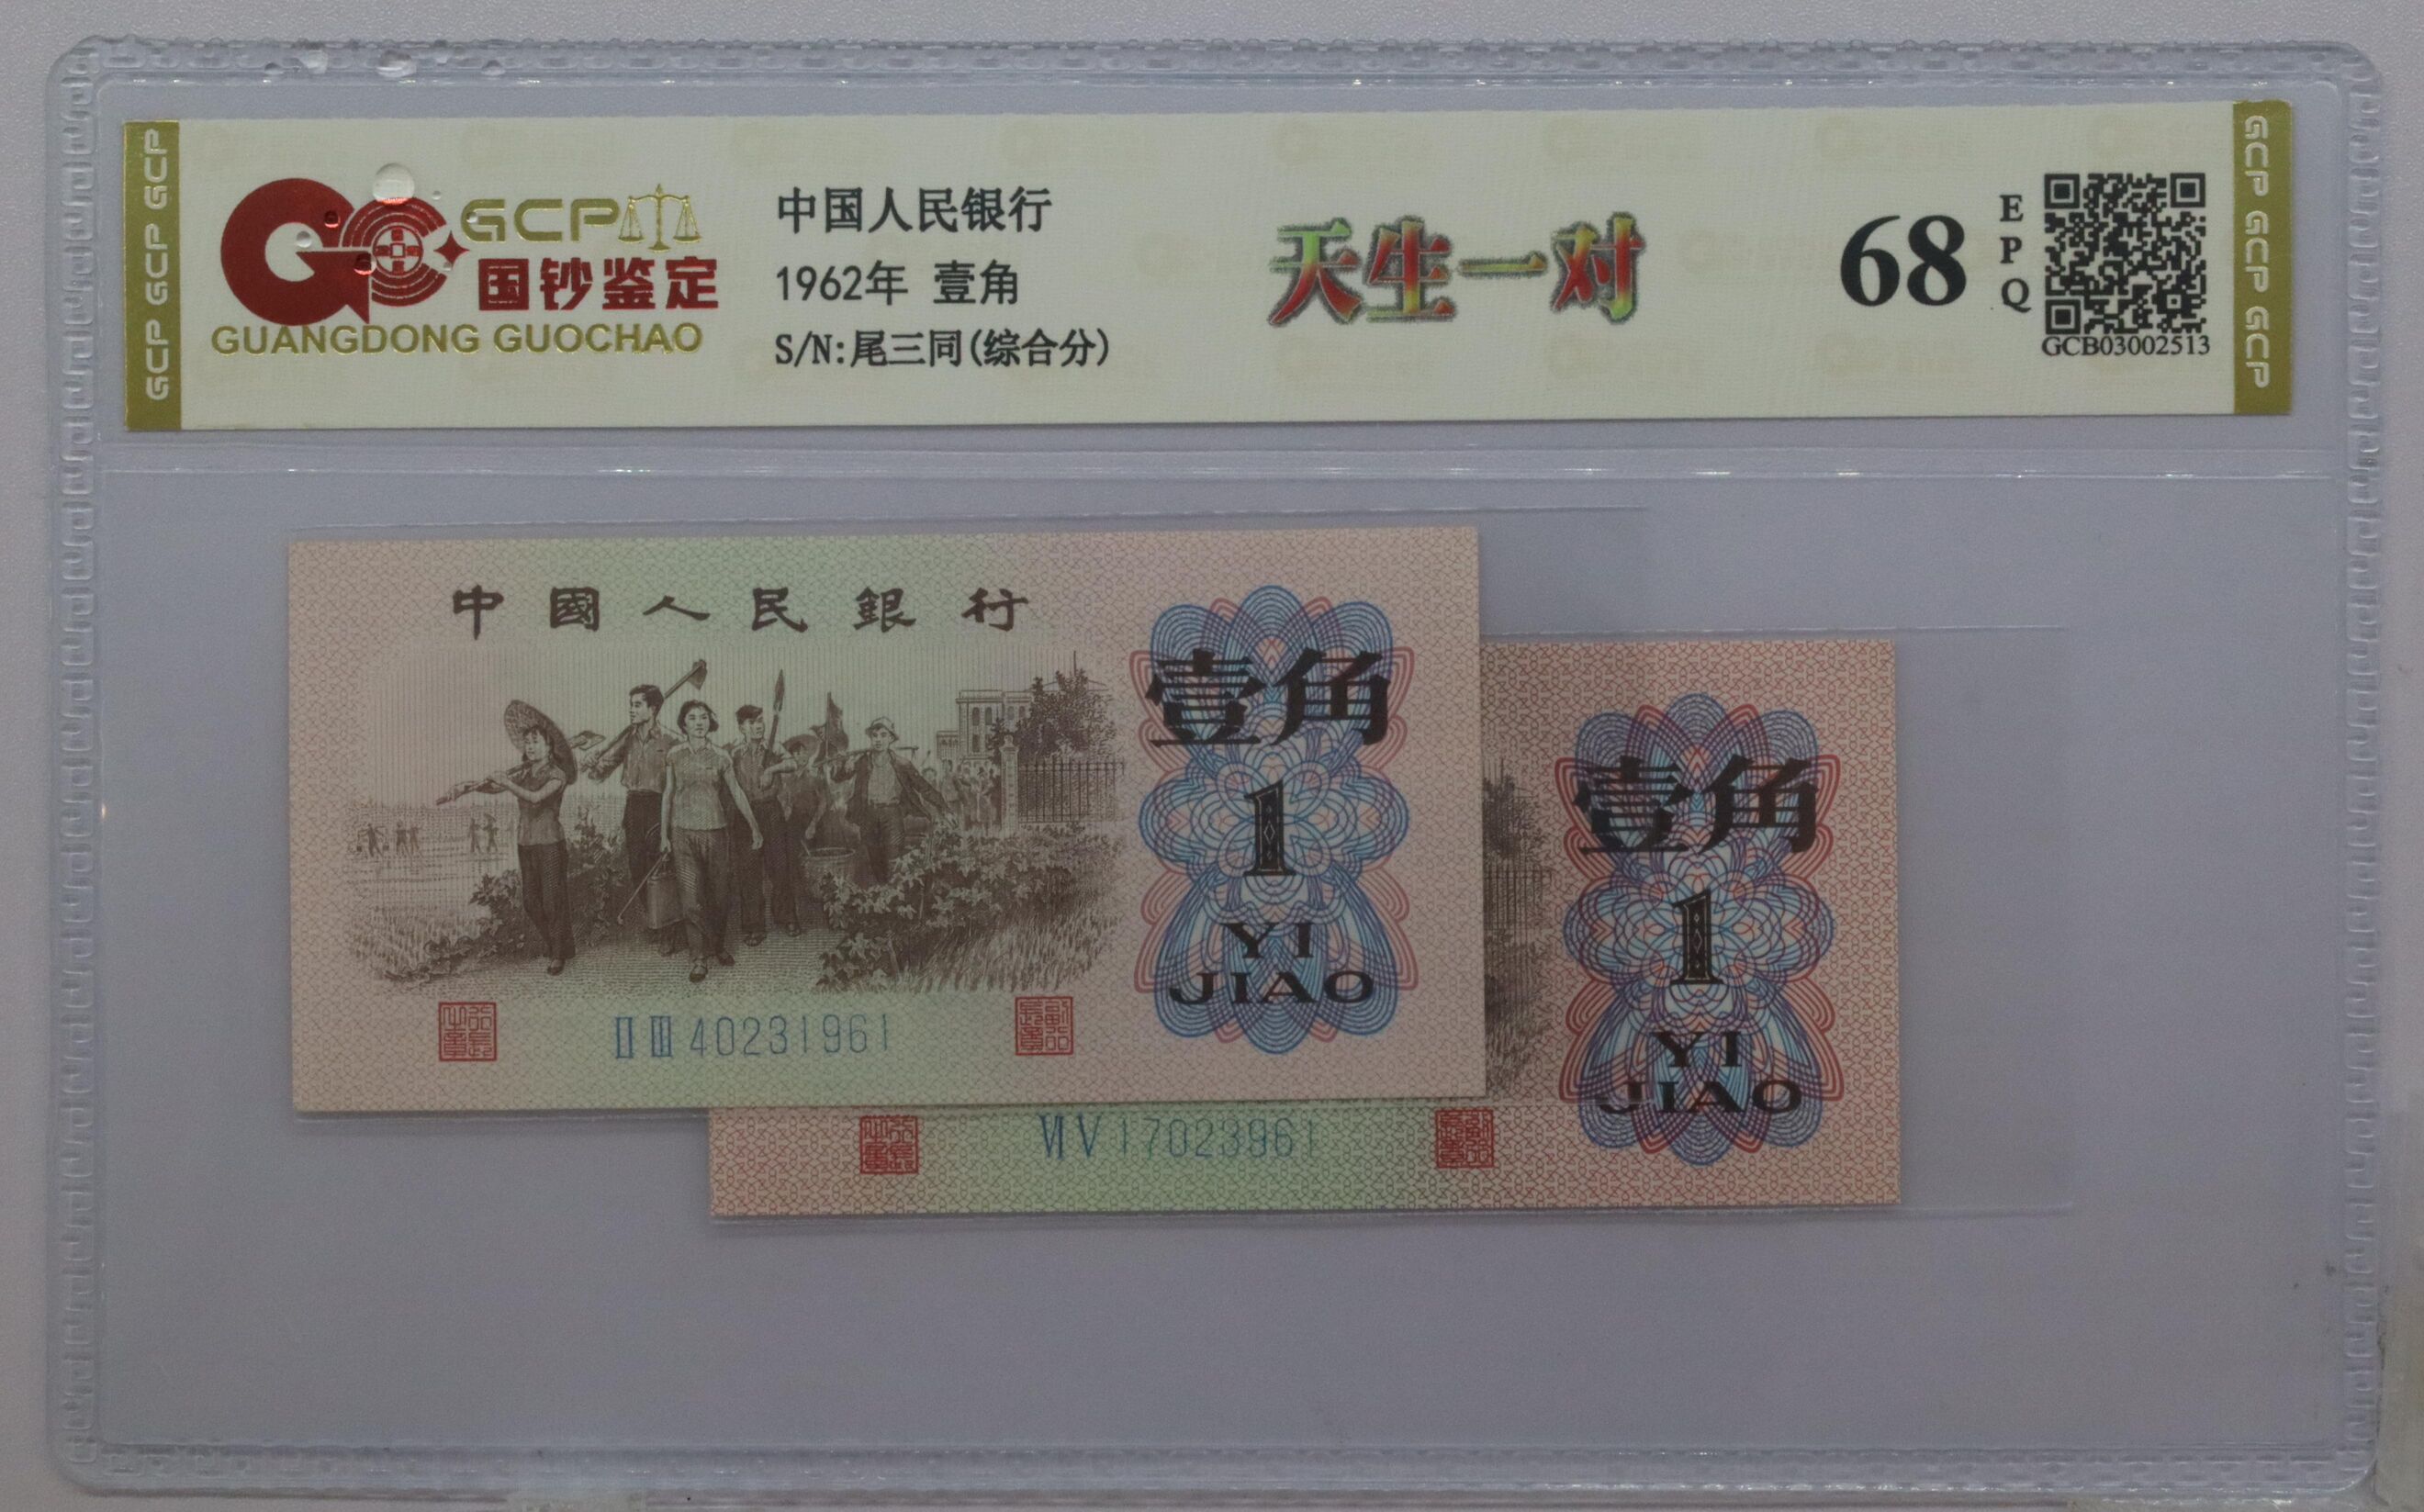 GCP GCP GCP
GCP
国钞鉴定
GUANGDONG GUOCHAO
中国人民银行
1962年 壹角
S/N:尾三同(综合分)
天生一对
68
EPQ
GCB03002513
GCP GCP GCP
中國人民銀行
壹角
1
YI
JIAO
II III 40231961
壹角
1
YI
JIAO
VI V 17023961